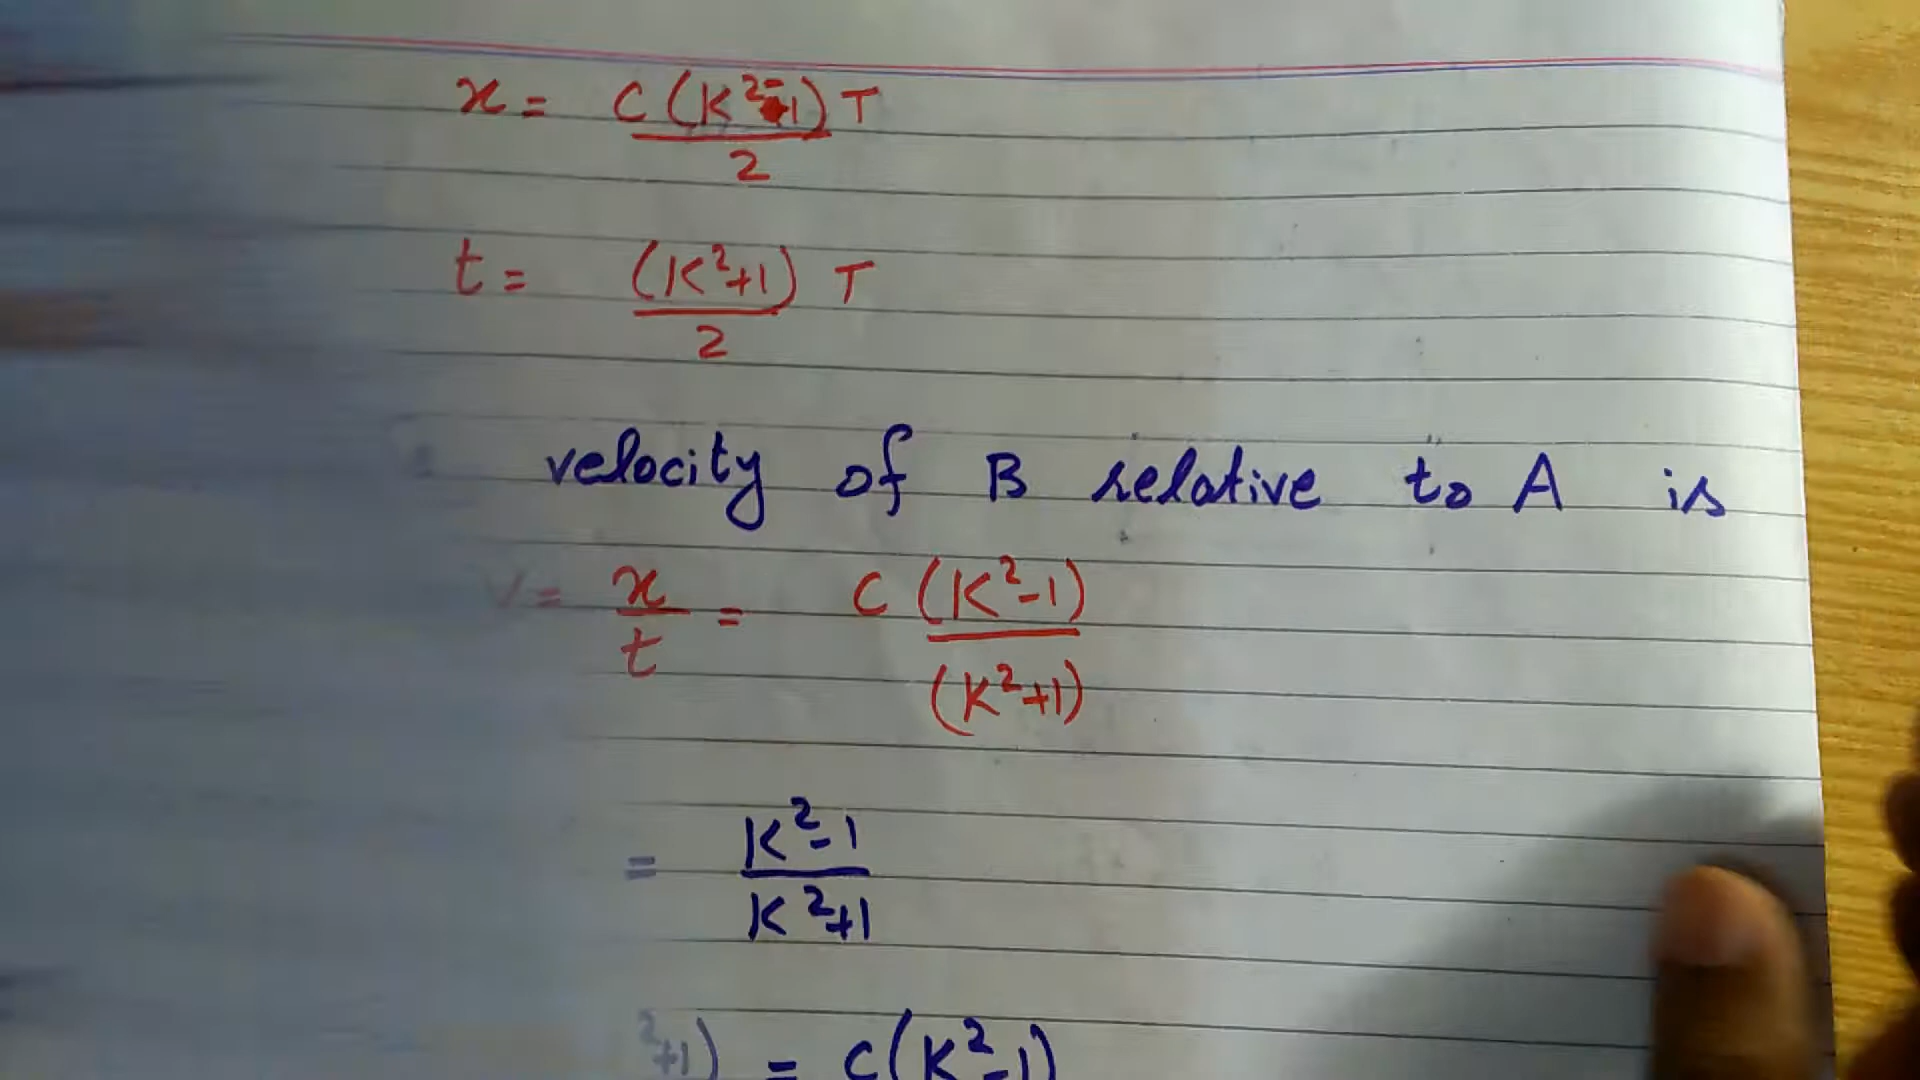 x = C(K²-1)T / 2
t = (K²+1) T / 2
velocity of B relative to A is
V = x/t = C (K²-1) / (K²+1)
= K²-1 / K²+1
²+1) = C(K²-1)